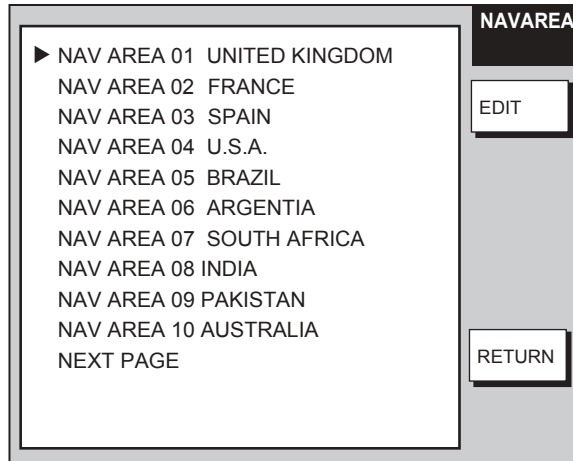 NAVAREA
▶ NAV AREA 01 UNITED KINGDOM
NAV AREA 02 FRANCE
NAV AREA 03 SPAIN
NAV AREA 04 U.S.A.
NAV AREA 05 BRAZIL
NAV AREA 06 ARGENTIA
NAV AREA 07 SOUTH AFRICA
NAV AREA 08 INDIA
NAV AREA 09 PAKISTAN
NAV AREA 10 AUSTRALIA
NEXT PAGE
EDIT
RETURN